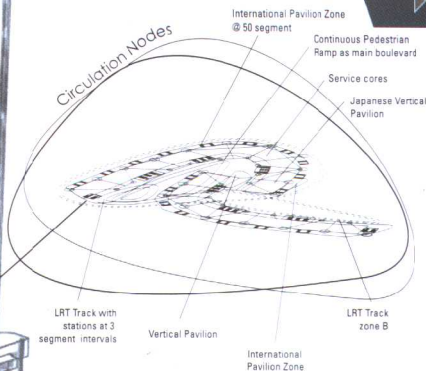 International Pavilion Zone
@ 50 segment
Continuous Pedestrian
Ramp as main boulevard
Service cores
Japanese Vertical
Pavilion
Circulation Nodes
LRT Track with
stations at 3
segment intervals
Vertical Pavilion
International
Pavilion Zone
LRT Track
zone B